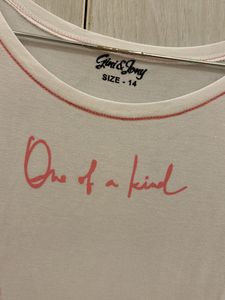 Gini & Jony
SIZE - 14
One of a kind